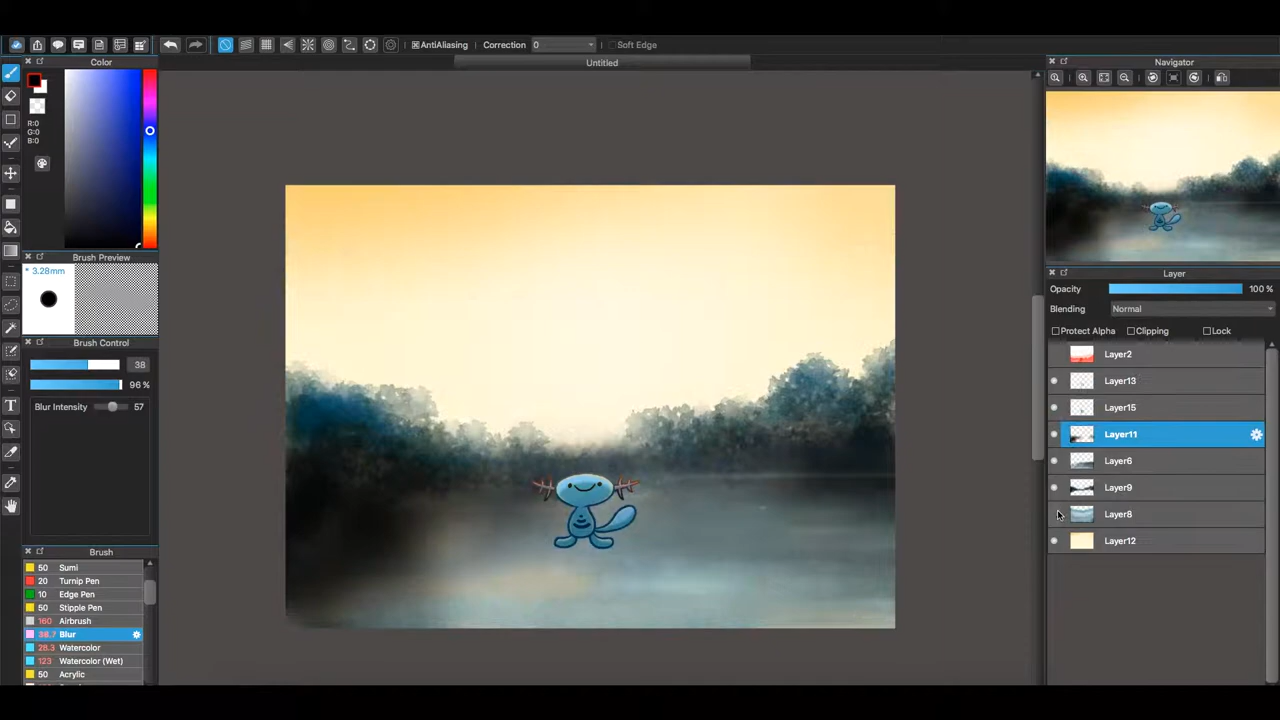 AntiAliasing Correction 0 Soft Edge
Untitled
Color
R:0
G:0
B:0
Brush Preview
* 3.28mm
Brush Control
38
96 %
Blur Intensity 57
Brush
50 Sumi
20 Turnip Pen
10 Edge Pen
50 Stipple Pen
160 Airbrush
38.7 Blur
28.3 Watercolor
123 Watercolor (Wet)
50 Acrylic
Navigator
Layer
Opacity 100 %
Blending Normal
Protect Alpha Clipping Lock
Layer2
Layer13
Layer15
Layer11
Layer6
Layer9
Layer8
Layer12